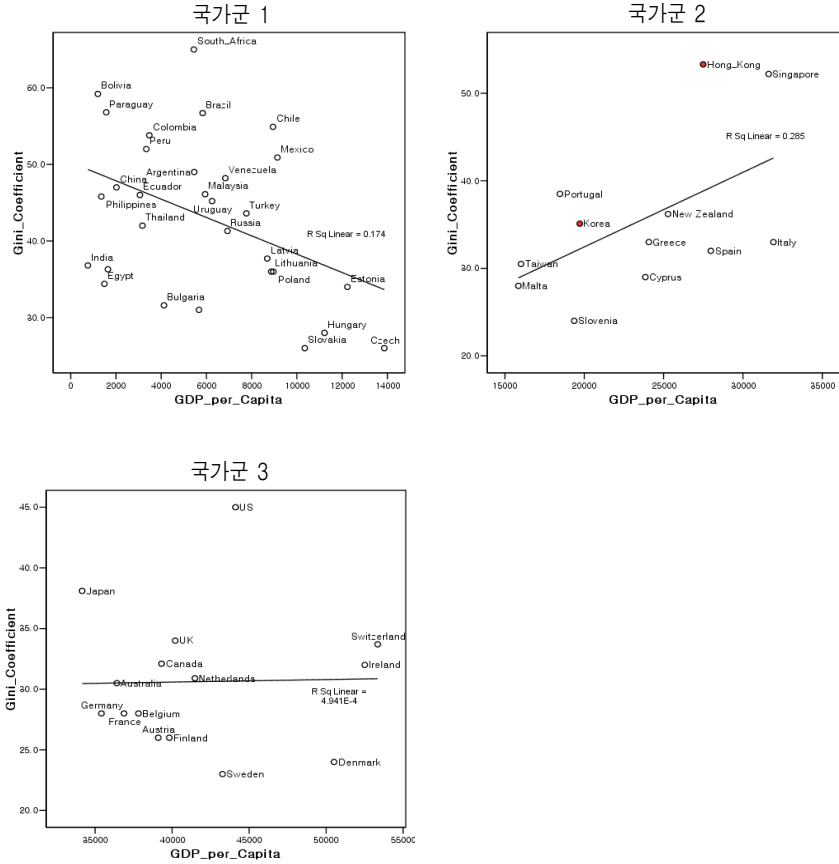 국가군 1
South_Africa
60.0
Bolivia
Paraguay
Brazil
Chile
Colombia
Peru
Mexico
50.0
Argentina
Venezuela
China
Ecuador
Malaysia
Philippines
Uruguay
Turkey
Thailand
Russia
R Sq Linear = 0.174
40.0
Latvia
India
Lithuania
Egypt
Poland
Estonia
Bulgaria
30.0
Hungary
Slovakia
Czech
Gini_Coefficient
0 2000 4000 6000 8000 10000 12000 14000
GDP_per_Capita
국가군 2
Hong_Kong
Singapore
50.0
R Sq Linear = 0.285
40.0
Portugal
New Zealand
Korea
Greece
Italy
Spain
Taiwan
30.0
Cyprus
Malta
Slovenia
20.0
Gini_Coefficient
15000 20000 25000 30000 35000
GDP_per_Capita
국가군 3
45.0
US
40.0
Japan
35.0
UK
Switzerland
Canada
Ireland
Netherlands
Australia
30.0
R Sq Linear =
4.941E-4
Germany
Belgium
France
Austria
Finland
25.0
Denmark
Sweden
20.0
Gini_Coefficient
35000 40000 45000 50000 55000
GDP_per_Capita